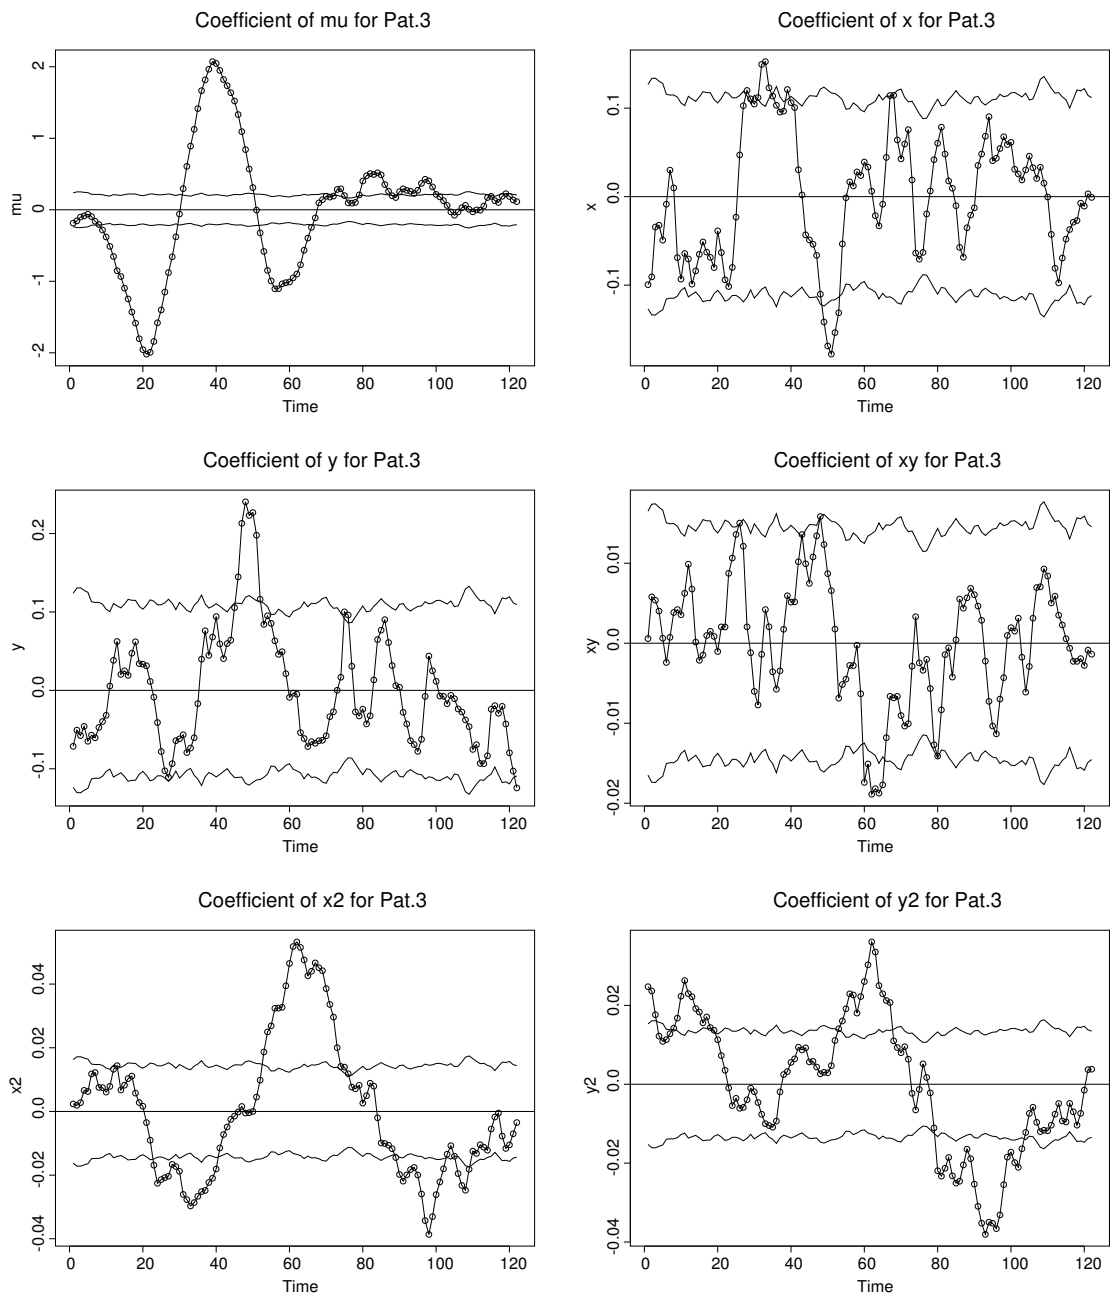 Coefficient of mu for Pat.3
mu
2
1
0
-1
-2
0 20 40 60 80 100 120
Time
Coefficient of x for Pat.3
x
0.1
0.0
-0.1
0 20 40 60 80 100 120
Time
Coefficient of y for Pat.3
y
0.2
0.1
0.0
-0.1
0 20 40 60 80 100 120
Time
Coefficient of xy for Pat.3
xy
0.01
0.0
-0.01
-0.02
0 20 40 60 80 100 120
Time
Coefficient of x2 for Pat.3
x2
0.04
0.02
0.0
-0.02
-0.04
0 20 40 60 80 100 120
Time
Coefficient of y2 for Pat.3
y2
0.02
0.0
-0.02
-0.04
0 20 40 60 80 100 120
Time